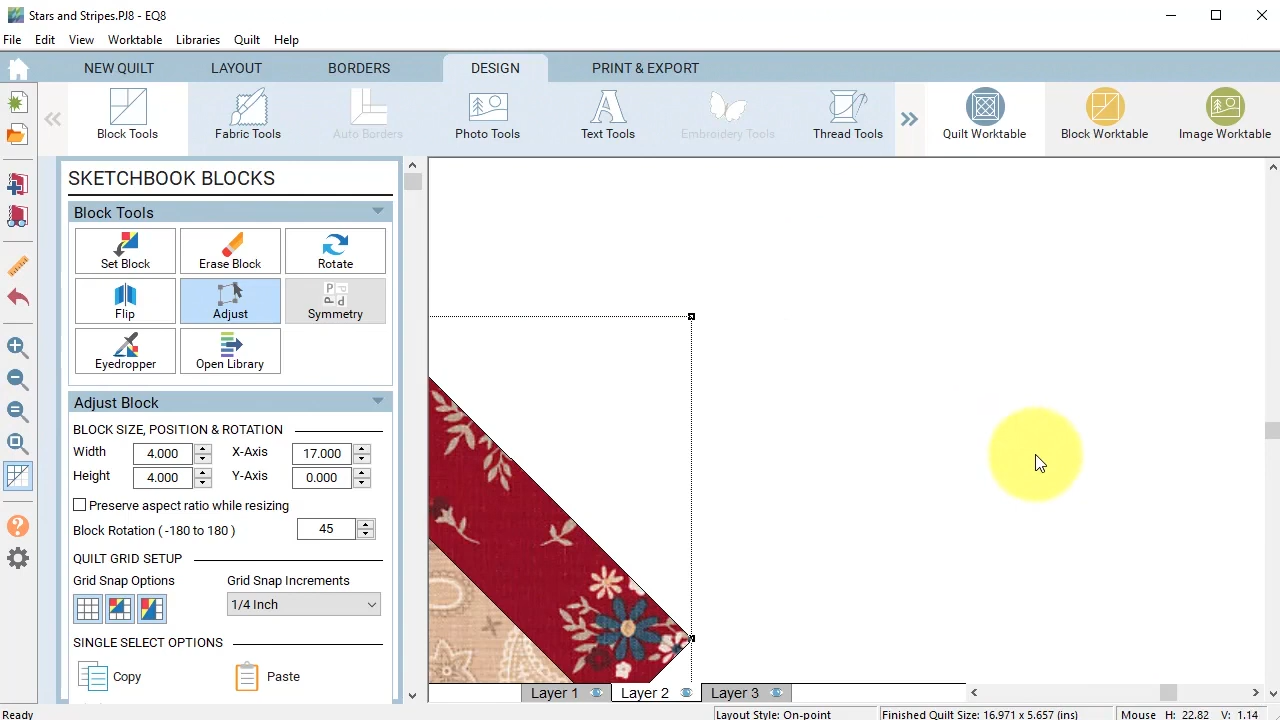 Stars and Stripes.PJ8 - EQ8
File Edit View Worktable Libraries Quilt Help
NEW QUILT LAYOUT BORDERS DESIGN PRINT & EXPORT
Block Tools Fabric Tools Auto Borders Photo Tools Text Tools Embroidery Tools Thread Tools Quilt Worktable Block Worktable Image Worktable
SKETCHBOOK BLOCKS
Block Tools
Set Block Erase Block Rotate
Flip Adjust Symmetry
Eyedropper Open Library
Adjust Block
BLOCK SIZE, POSITION & ROTATION
Width 4.000 X-Axis 17.000
Height 4.000 Y-Axis 0.000
Preserve aspect ratio while resizing
Block Rotation (-180 to 180 ) 45
QUILT GRID SETUP
Grid Snap Options Grid Snap Increments
1/4 Inch
SINGLE SELECT OPTIONS
Copy Paste
Layer 1 Layer 2 Layer 3
Ready Layout Style: On-point Finished Quilt Size: 16.971 x 5.657 (ins) Mouse H: 22.82 V: 1.14